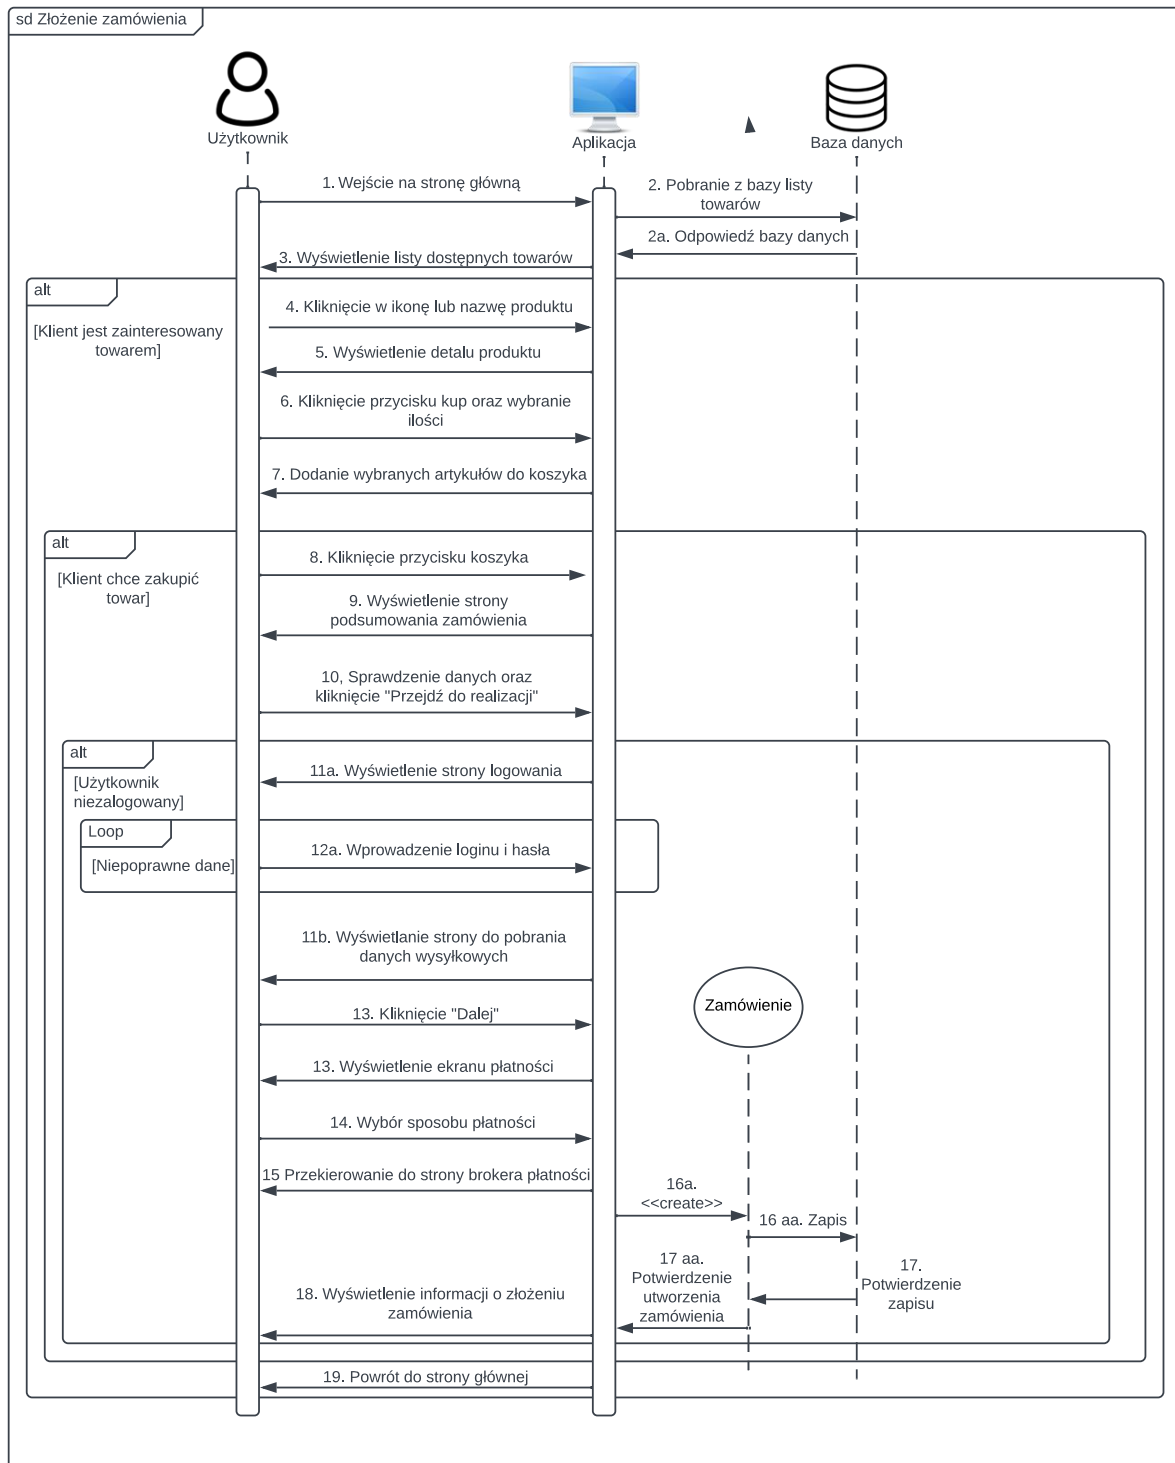 sd Złożenie zamówienia
Użytkownik
Aplikacja
Baza danych
1. Wejście na stronę główną
2. Pobranie z bazy listy
towarów
2a. Odpowiedź bazy danych
3. Wyświetlenie listy dostępnych towarów
alt
[Klient jest zainteresowany
towarem]
4. Kliknięcie w ikonę lub nazwę produktu
5. Wyświetlenie detalu produktu
6. Kliknięcie przycisku kup oraz wybranie
ilości
7. Dodanie wybranych artykułów do koszyka
alt
[Klient chce zakupić
towar]
8. Kliknięcie przycisku koszyka
9. Wyświetlenie strony
podsumowania zamówienia
10, Sprawdzenie danych oraz
kliknięcie "Przejdź do realizacji"
alt
[Użytkownik
niezalogowany]
11a. Wyświetlenie strony logowania
Loop
[Niepoprawne dane]
12a. Wprowadzenie loginu i hasła
11b. Wyświetlanie strony do pobrania
danych wysyłkowych
Zamówienie
13. Kliknięcie "Dalej"
13. Wyświetlenie ekranu płatności
14. Wybór sposobu płatności
15 Przekierowanie do strony brokera płatności
16a.
<<create>>
16 aa. Zapis
17 aa.
Potwierdzenie
utworzenia
zamówienia
17.
Potwierdzenie
zapisu
18. Wyświetlenie informacji o złożeniu
zamówienia
19. Powrót do strony głównej